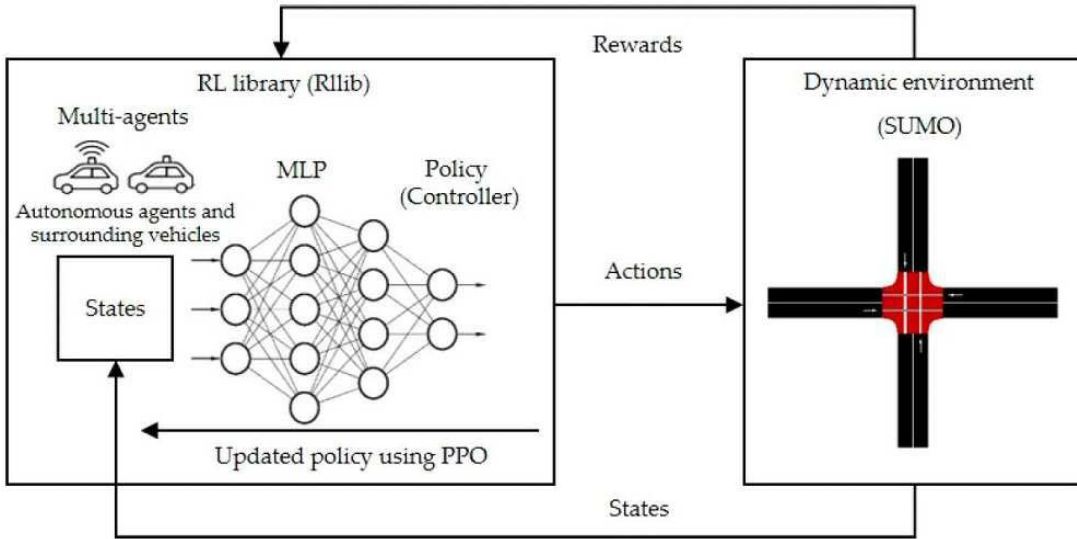 Rewards
RL library (Rllib)
Multi-agents
Autonomous agents and
surrounding vehicles
States
MLP
Policy
(Controller)
Updated policy using PPO
Actions
Dynamic environment
(SUMO)
States